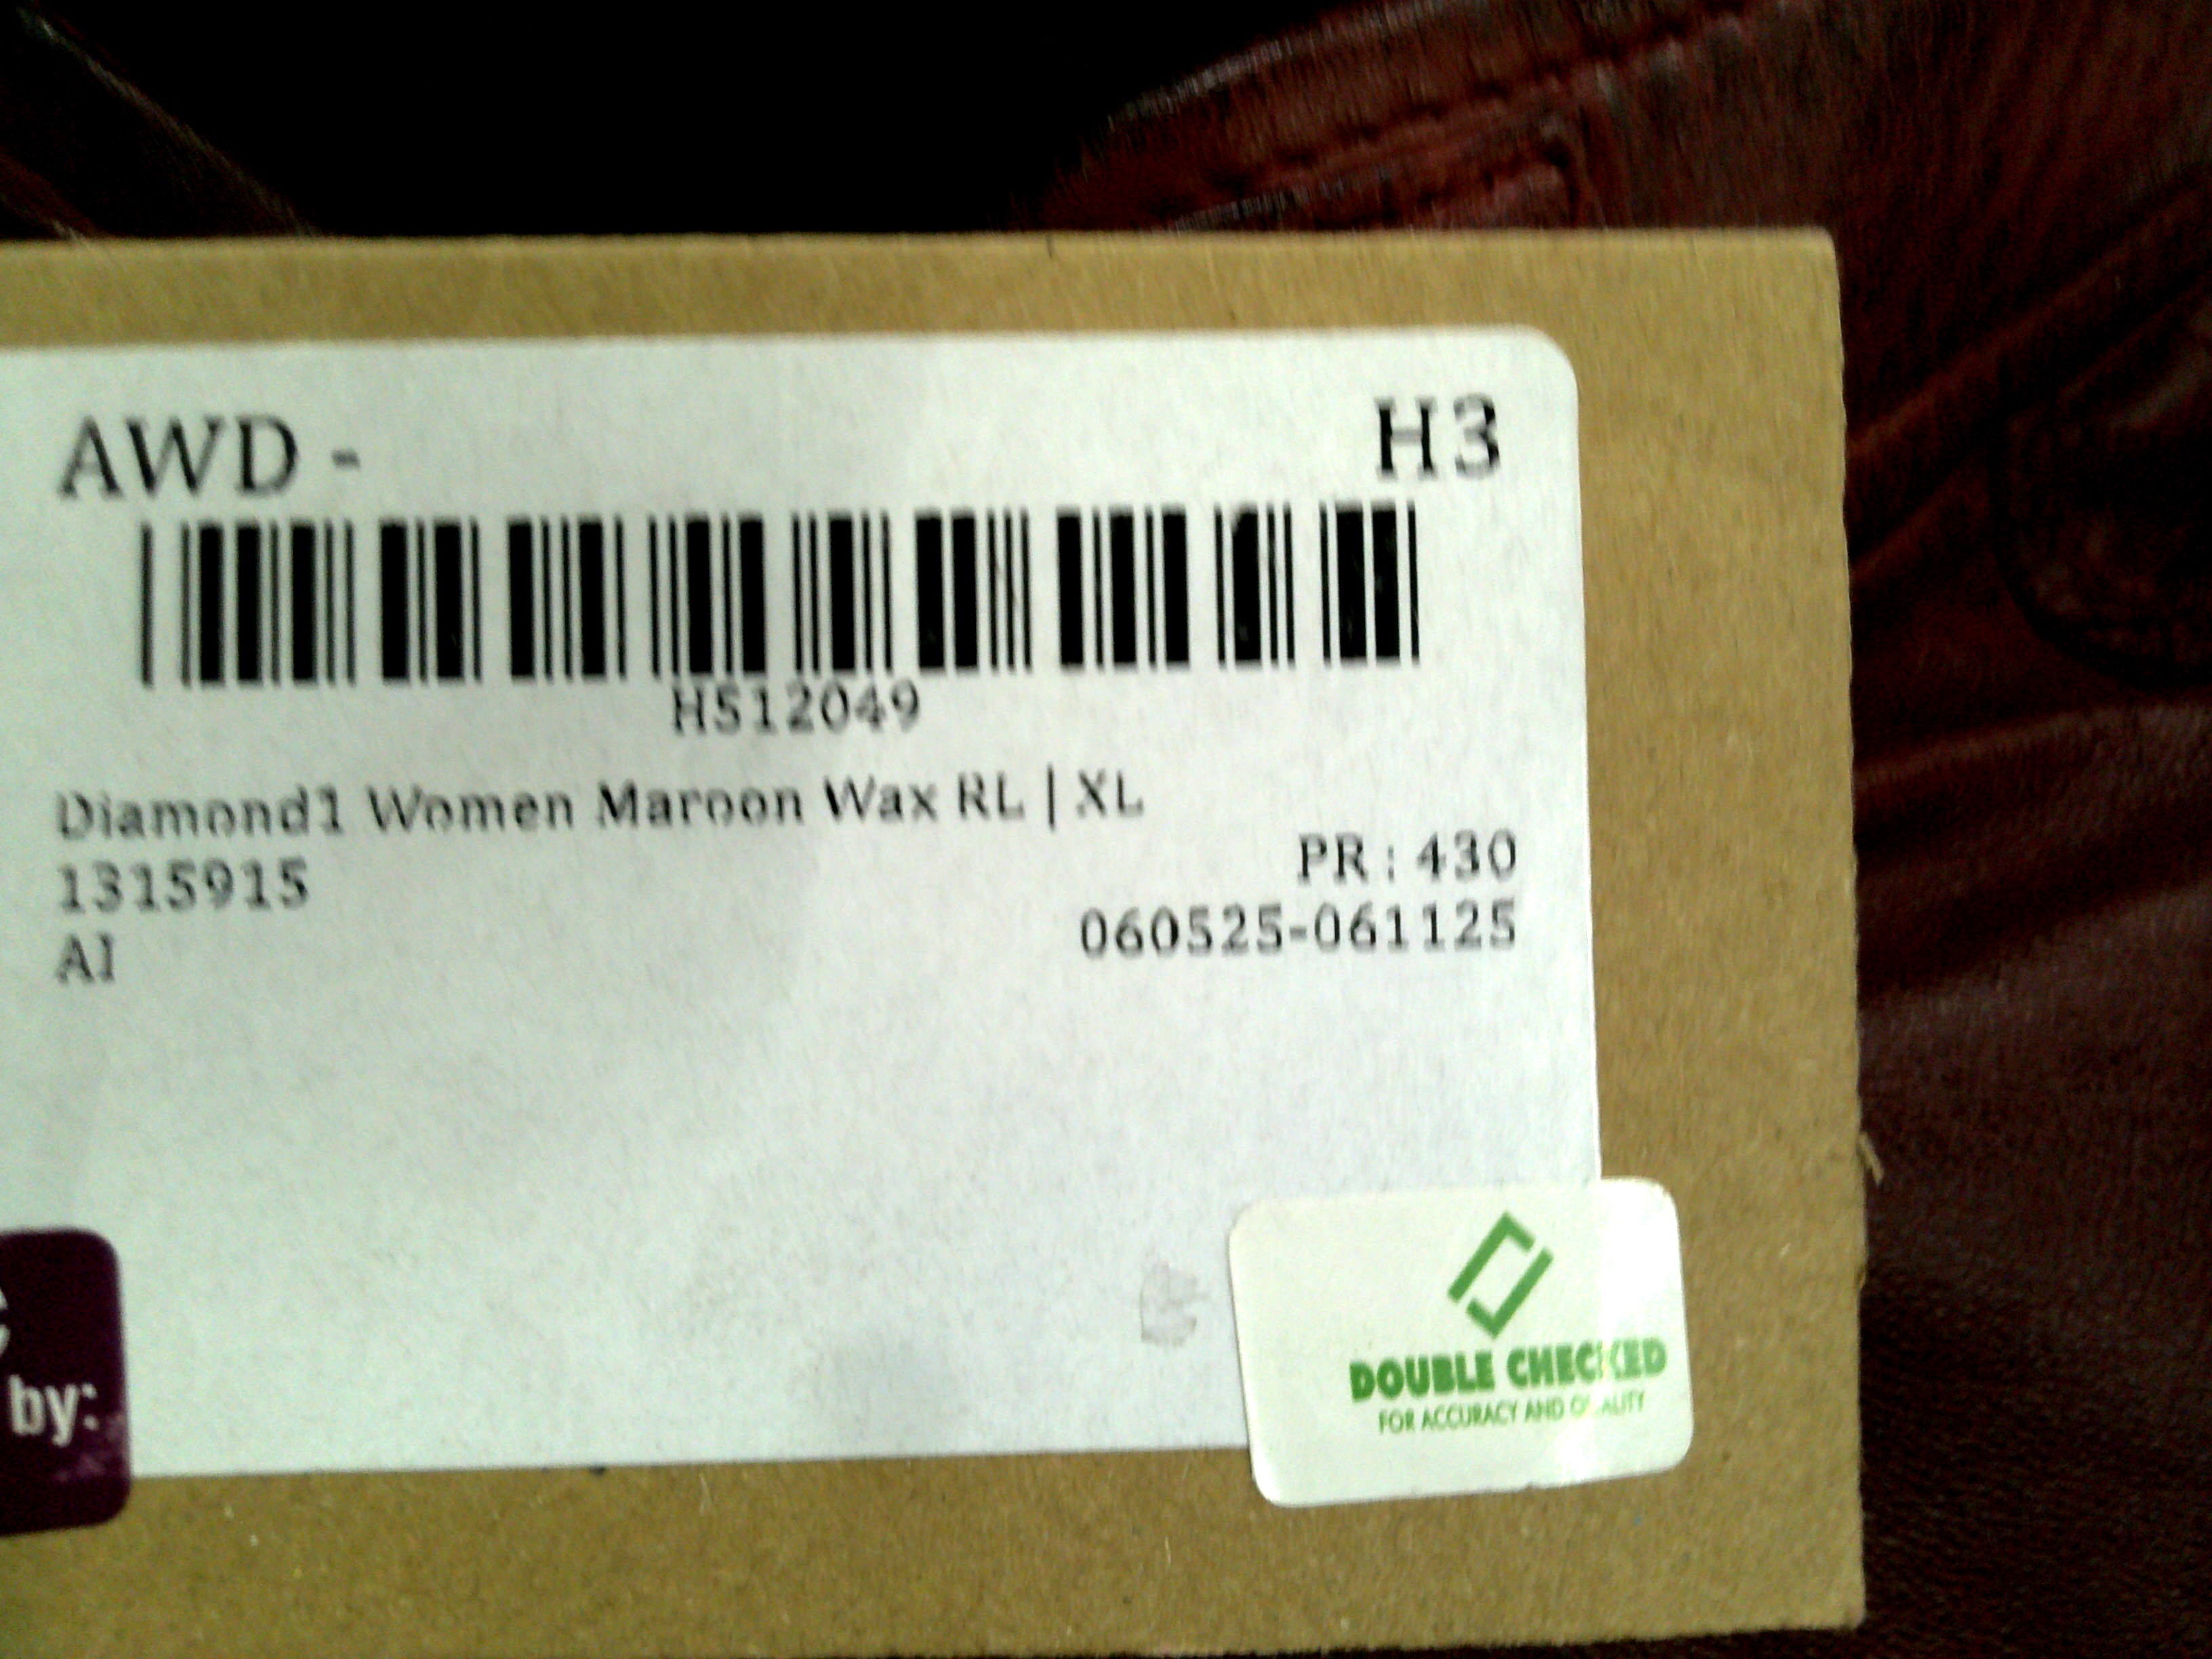 AWD - H3
HS12049
Diamond1 Women Maroon Wax RL | XL
PR : 430
1315915
060525-061125
AI
by:
DOUBLE CHECKED
FOR ACCURACY AND QUALITY